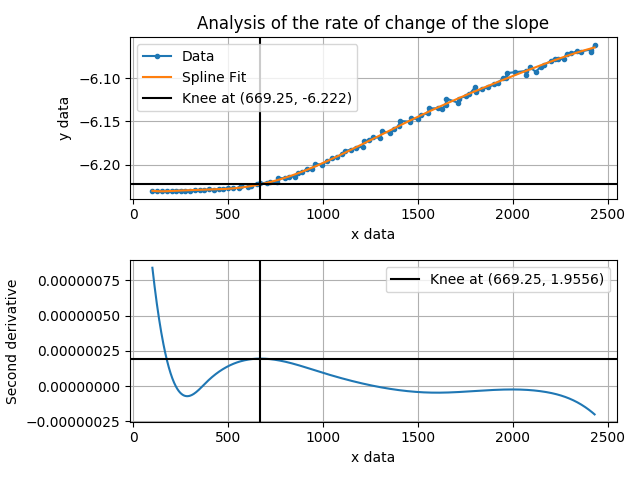 Analysis of the rate of change of the slope
Data
Spline Fit
Knee at (669.25, -6.222)
−6.10
−6.15
−6.20
y data
0 500 1000 1500 2000 2500
x data
Knee at (669.25, 1.9556)
0.00000075
0.00000050
0.00000025
0.00000000
−0.00000025
Second derivative
0 500 1000 1500 2000 2500
x data